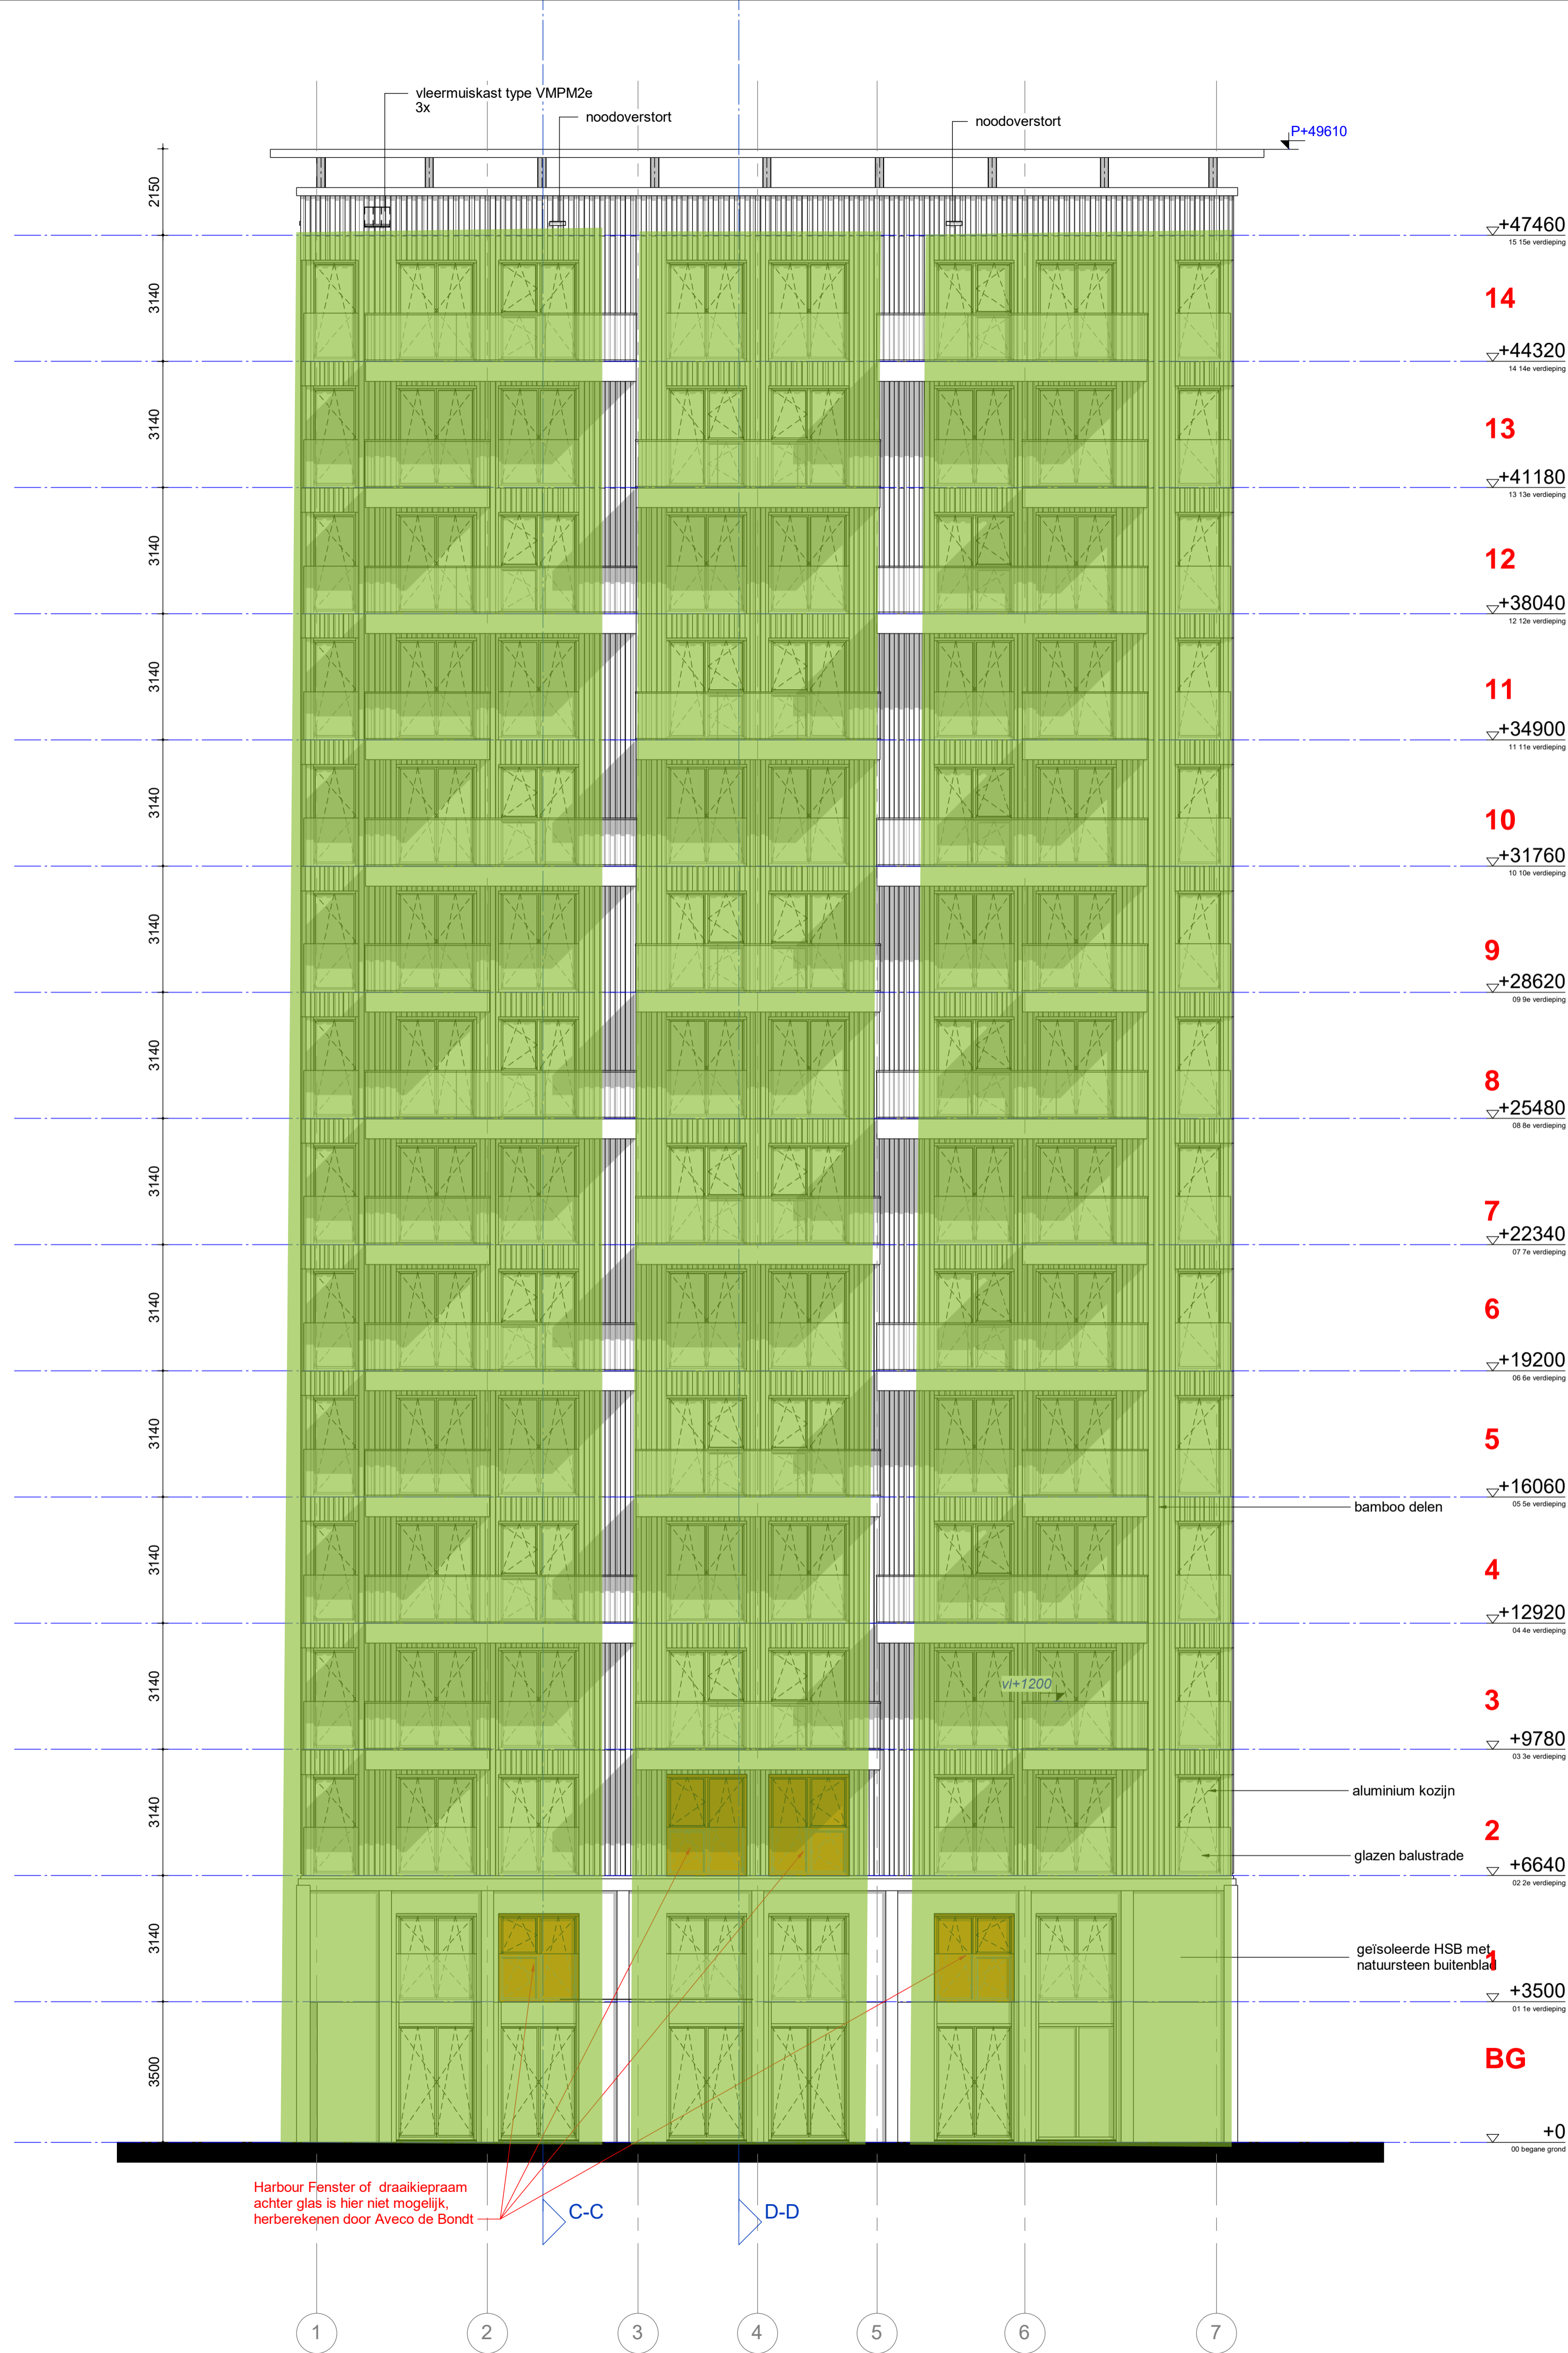 vleermuiskast type VMPM2e
3x
noodoverstort
noodoverstort
P+49610
2150
+47460
15 15e verdieping
3140
14
+44320
14 14e verdieping
3140
13
+41180
13 13e verdieping
3140
12
+38040
12 12e verdieping
3140
11
+34900
11 11e verdieping
3140
10
+31760
10 10e verdieping
3140
9
+28620
09 9e verdieping
3140
8
+25480
08 8e verdieping
3140
7
+22340
07 7e verdieping
3140
6
+19200
06 6e verdieping
3140
5
+16060
05 5e verdieping
bamboo delen
3140
4
+12920
04 4e verdieping
3140
vl+1200
3
+9780
03 3e verdieping
aluminium kozijn
3140
2
glazen balustrade
+6640
02 2e verdieping
3140
geïsoleerde HSB met
natuursteen buitenblad
1
+3500
01 1e verdieping
3500
BG
+0
00 begane grond
Harbour Fenster of draaikiepraam
achter glas is hier niet mogelijk,
herberekenen door Aveco de Bondt
C-C
D-D
1
2
3
4
5
6
7